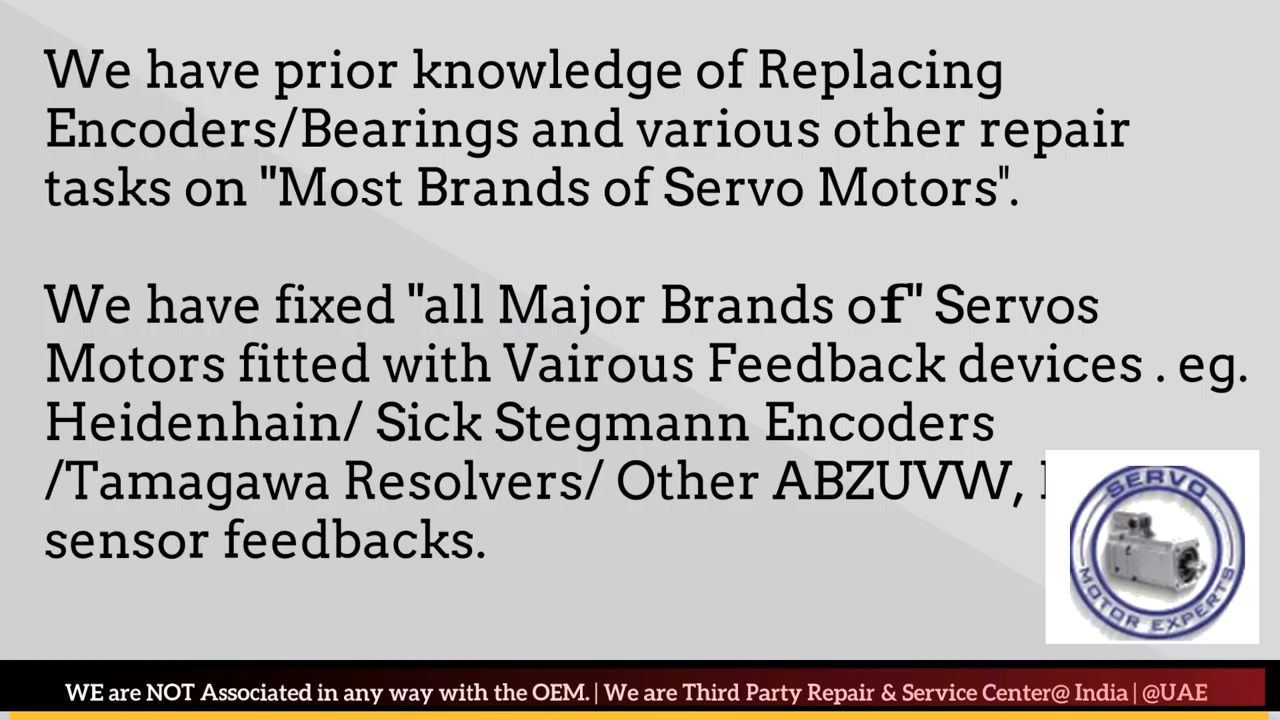 We have prior knowledge of Replacing
Encoders/Bearings and various other repair
tasks on "Most Brands of Servo Motors".
We have fixed "all Major Brands of" Servos
Motors fitted with Vairous Feedback devices . eg.
Heidenhain/ Sick Stegmann Encoders
/Tamagawa Resolvers/ Other ABZUVW,
sensor feedbacks.
SERVO
MOTOR EXPERTS
WE are NOT Associated in any way with the OEM. | We are Third Party Repair & Service Center@ India | @UAE